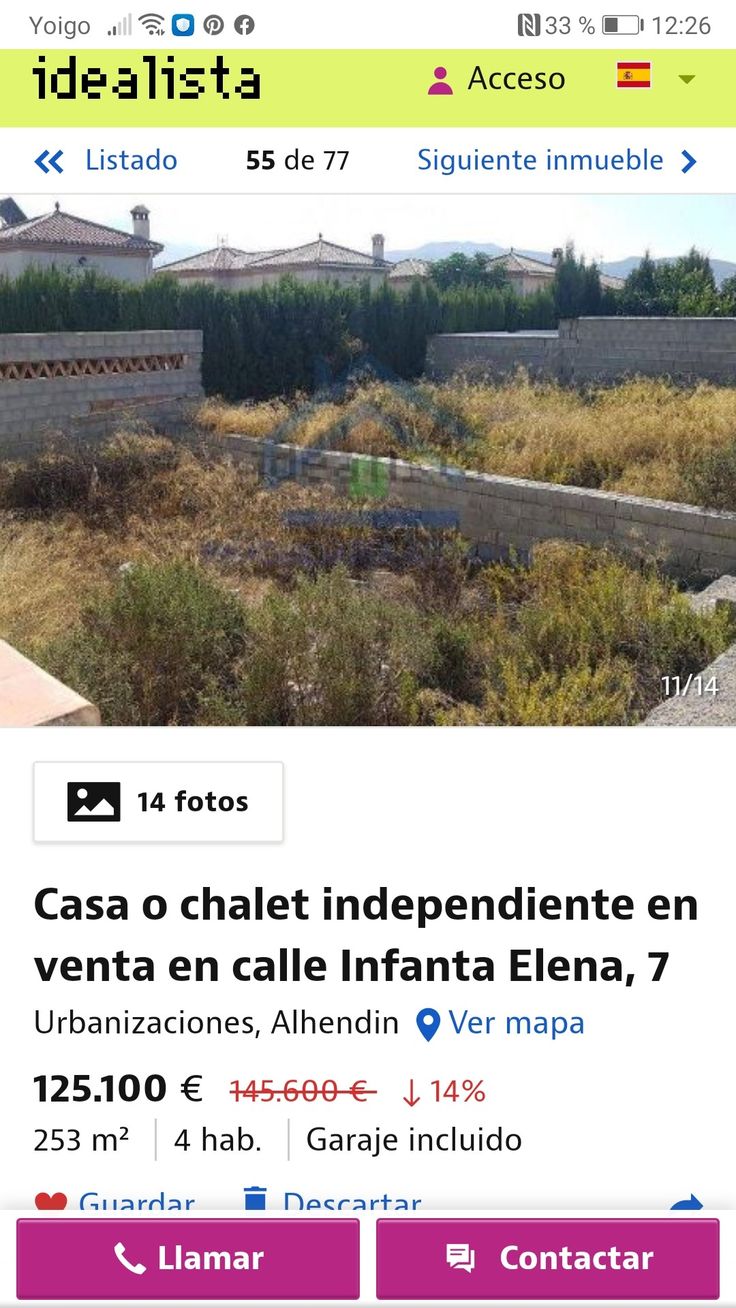 Yoigo 33 % 12:26
idealista Acceso
Listado 55 de 77 Siguiente inmueble
11/14
14 fotos
Casa o chalet independiente en
venta en calle Infanta Elena, 7
Urbanizaciones, Alhendin Ver mapa
125.100 € 145.600 € ↓ 14%
253 m² 4 hab. Garaje incluido
Guardar Descartar
Llamar Contactar